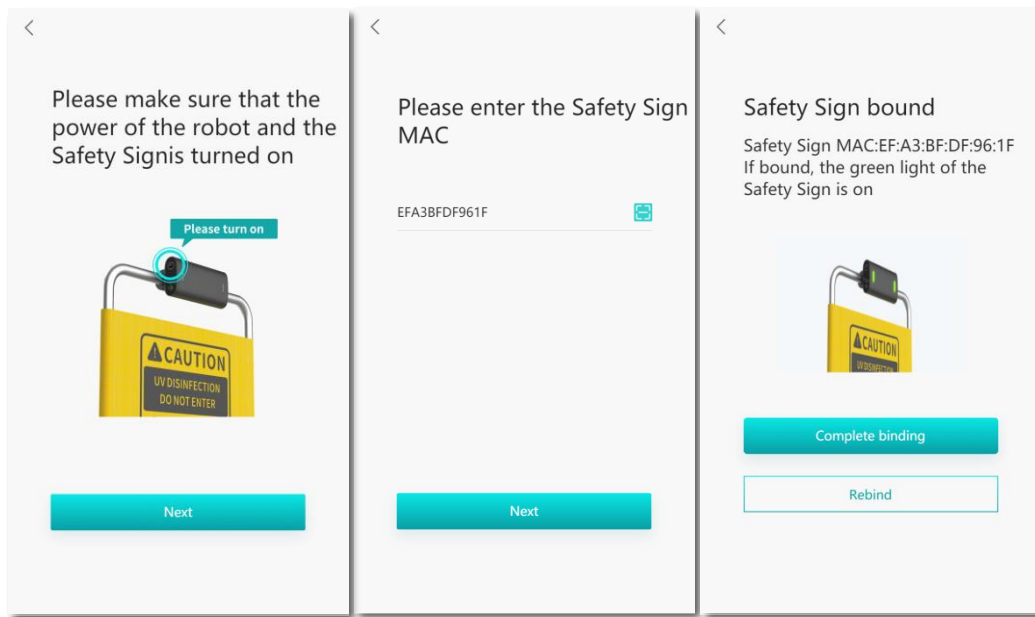 Please make sure that the
power of the robot and the
Safety Signis turned on
Please turn on
CAUTION
UV DISINFECTION
DO NOT ENTER
Next
Please enter the Safety Sign
MAC
EFA3BFDF961F
Next
Safety Sign bound
Safety Sign MAC:EF:A3:BF:DF:96:1F
If bound, the green light of the
Safety Sign is on
CAUTION
UV DISINFECTION
Complete binding
Rebind